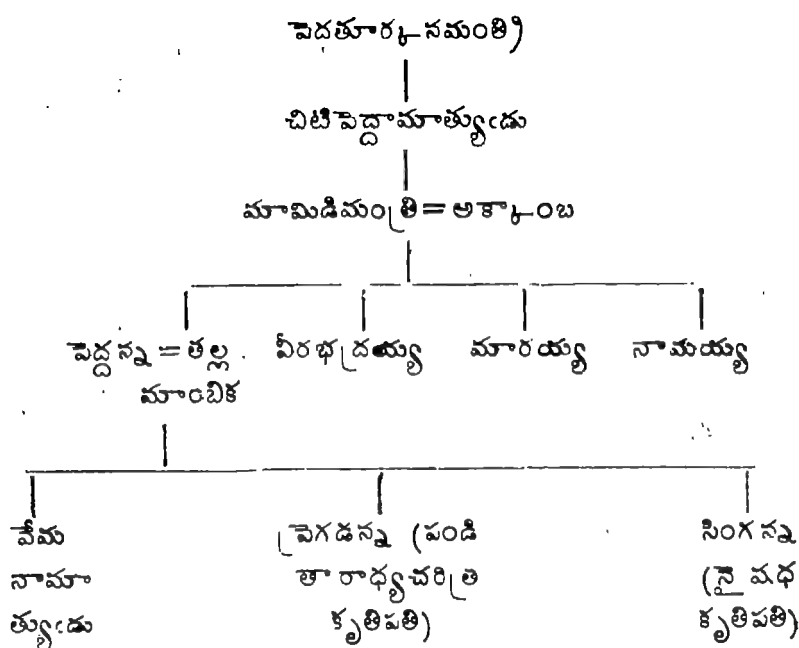 పెదతూర్కనమంత్రి
చిటిపెద్దామాత్యుఁడు
మామిడిమంత్రి=అక్కాంబ
పెద్దన్న=తల్ల వీరభద్రయ్య మారయ్య నామయ్య
మాంబిక
వేమ ప్రెగడన్న (పండి సింగన్న
నామా తారాధ్యచరిత్ర (నైషధ
త్యుఁడు కృతిపతి) కృతిపతి)